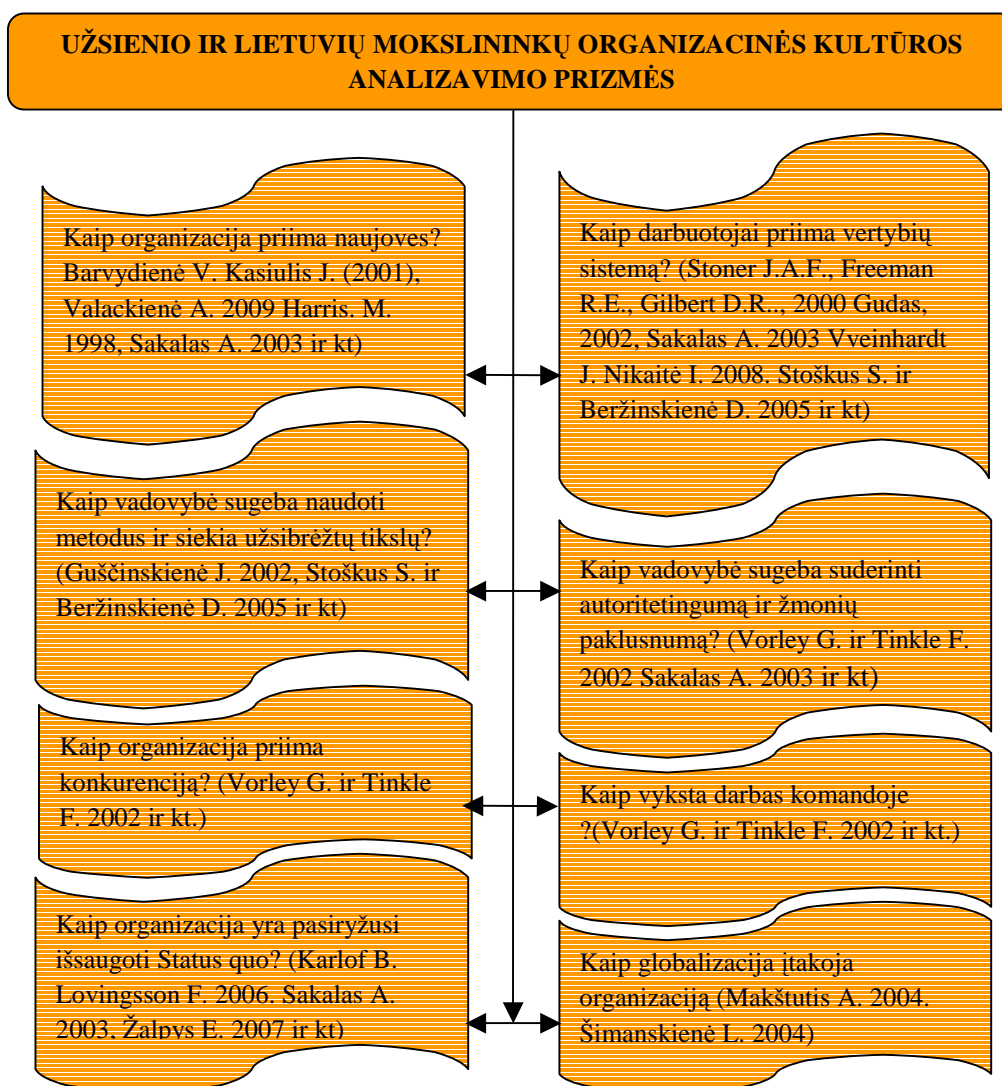 UŽSIENIO IR LIETUVIŲ MOKSLININKŲ ORGANIZACINĖS KULTŪROS
ANALIZAVIMO PRIZMĖS
Kaip organizacija priima naujoves?
Barvydienė V. Kasiulis J. (2001),
Valackienė A. 2009 Harris. M.
1998, Sakalas A. 2003 ir kt)
Kaip darbuotojai priima vertybių
sistemą? (Stoner J.A.F., Freeman
R.E., Gilbert D.R.., 2000 Gudas,
2002, Sakalas A. 2003 Vveinhardt
J. Nikaitė I. 2008. Stoškus S. ir
Beržinskienė D. 2005 ir kt)
Kaip vadovybė sugeba naudoti
metodus ir siekia užsibrėžtų tikslų?
(Guščinskienė J. 2002, Stoškus S. ir
Beržinskienė D. 2005 ir kt)
Kaip vadovybė sugeba suderinti
autoritetingumą ir žmonių
paklusnumą? (Vorley G. ir Tinkle F.
2002 Sakalas A. 2003 ir kt)
Kaip organizacija priima
konkurenciją? (Vorley G. ir Tinkle
F. 2002 ir kt.)
Kaip vyksta darbas komandoje
?(Vorley G. ir Tinkle F. 2002 ir kt.)
Kaip organizacija yra pasiryžusi
išsaugoti Status quo? (Karlof B.
Lovingsson F. 2006. Sakalas A.
2003, Žalpys E. 2007 ir kt)
Kaip globalizacija įtakoja
organizaciją (Makštutis A. 2004.
Šimanskienė L. 2004)